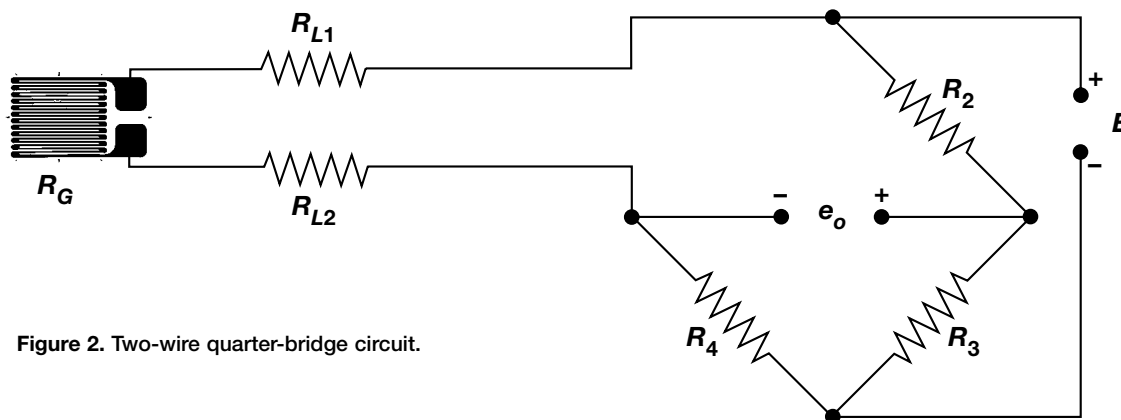 R_L1
R_2
+
E
−
R_G
R_L2
− e_o +
R_4
R_3
Figure 2. Two-wire quarter-bridge circuit.